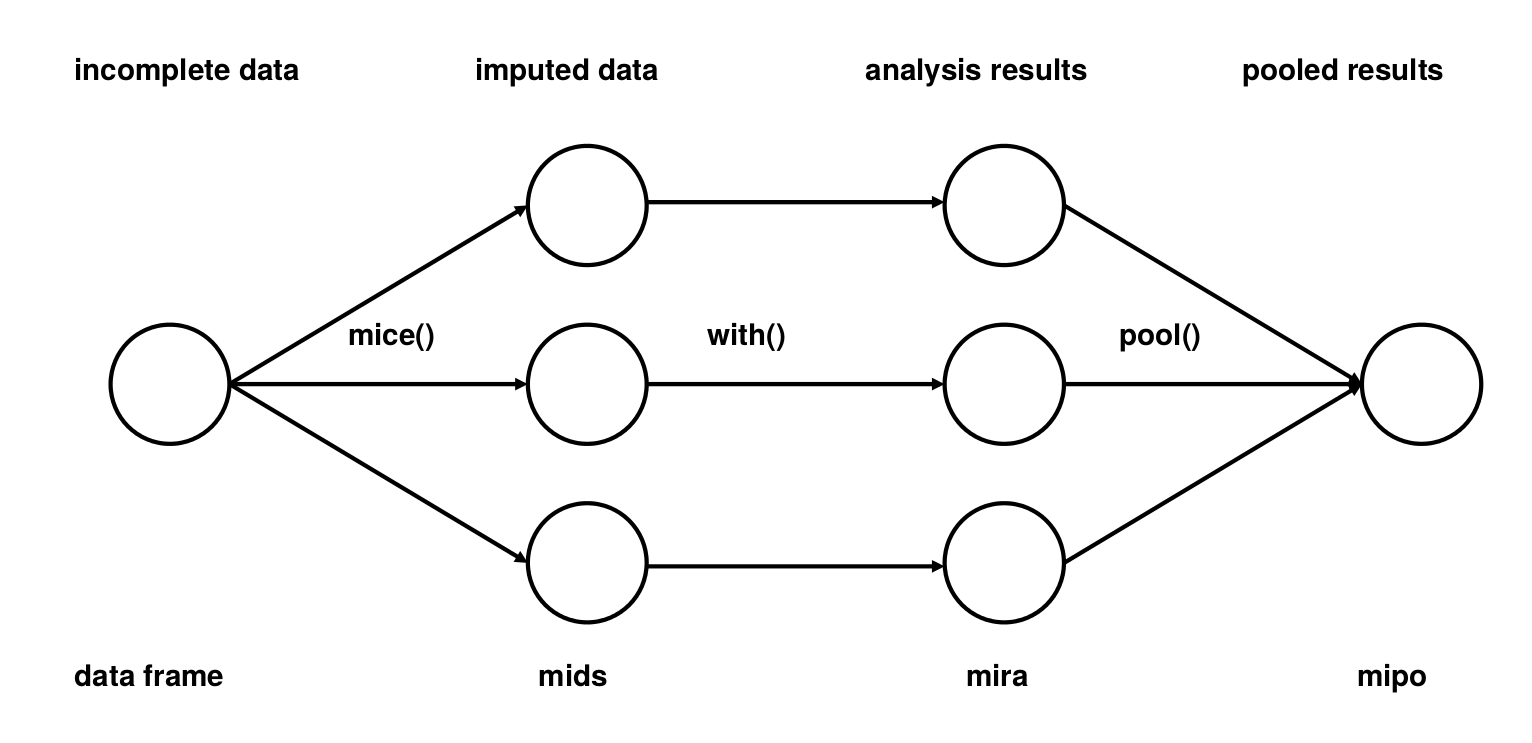 incomplete data
imputed data
analysis results
pooled results
mice()
with()
pool()
data frame
mids
mira
mipo